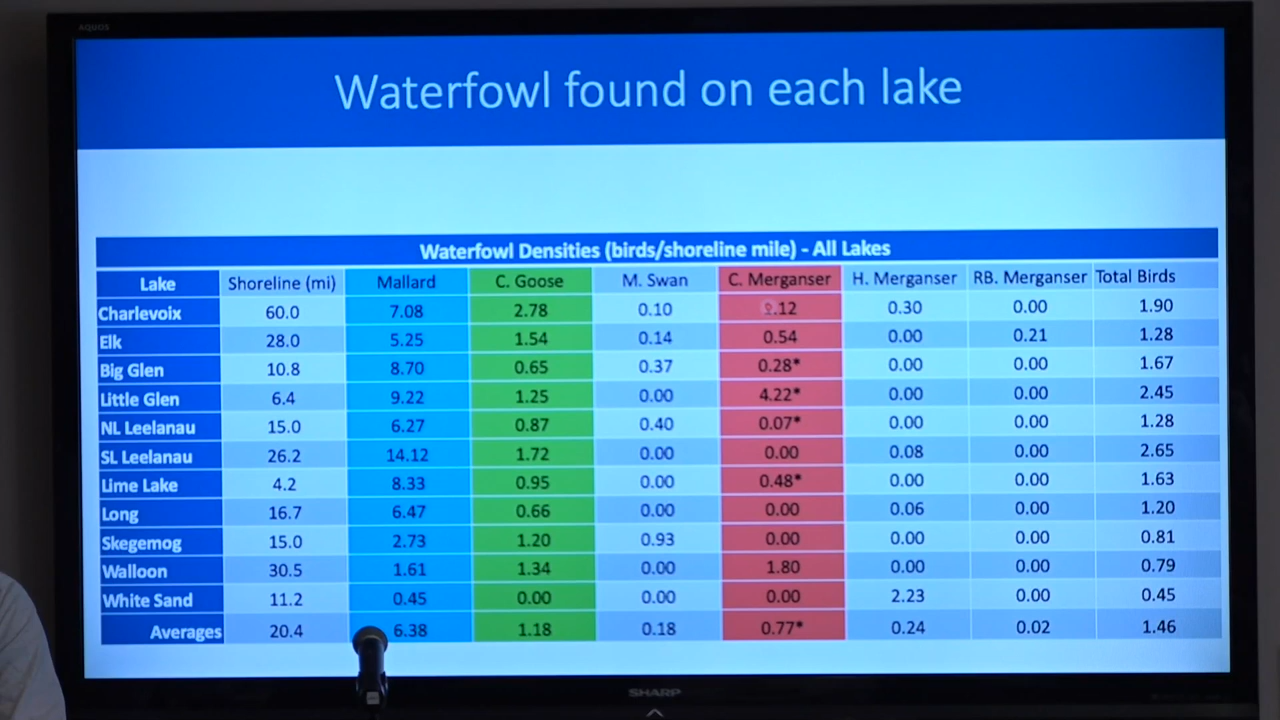 AQUOS
Waterfowl found on each lake
Waterfowl Densities (birds/shoreline mile) - All Lakes
Lake Shoreline (mi) Mallard C. Goose M. Swan C. Merganser H. Merganser RB. Merganser Total Birds
Charlevoix 60.0 7.08 2.78 0.10 0.30 0.00 1.90
Elk 28.0 5.25 1.54 0.14 0.54 0.00 0.21 1.28
Big Glen 10.8 8.70 0.65 0.37 0.28* 0.00 0.00 1.67
Little Glen 6.4 9.22 1.25 0.00 4.22* 0.00 0.00 2.45
NL Leelanau 15.0 6.27 0.87 0.40 0.07* 0.00 0.00 1.28
SL Leelanau 26.2 14.12 1.72 0.00 0.00 0.08 0.00 2.65
Lime Lake 4.2 8.33 0.95 0.00 0.48* 0.00 0.00 1.63
Long 16.7 6.47 0.66 0.00 0.00 0.06 0.00 1.20
Skegemog 15.0 2.73 1.20 0.93 0.00 0.00 0.00 0.81
Walloon 30.5 1.61 1.34 0.00 1.80 0.00 0.00 0.79
White Sand 11.2 0.45 0.00 0.00 0.00 2.23 0.00 0.45
Averages 20.4 6.38 1.18 0.18 0.77* 0.24 0.02 1.46
SHARP